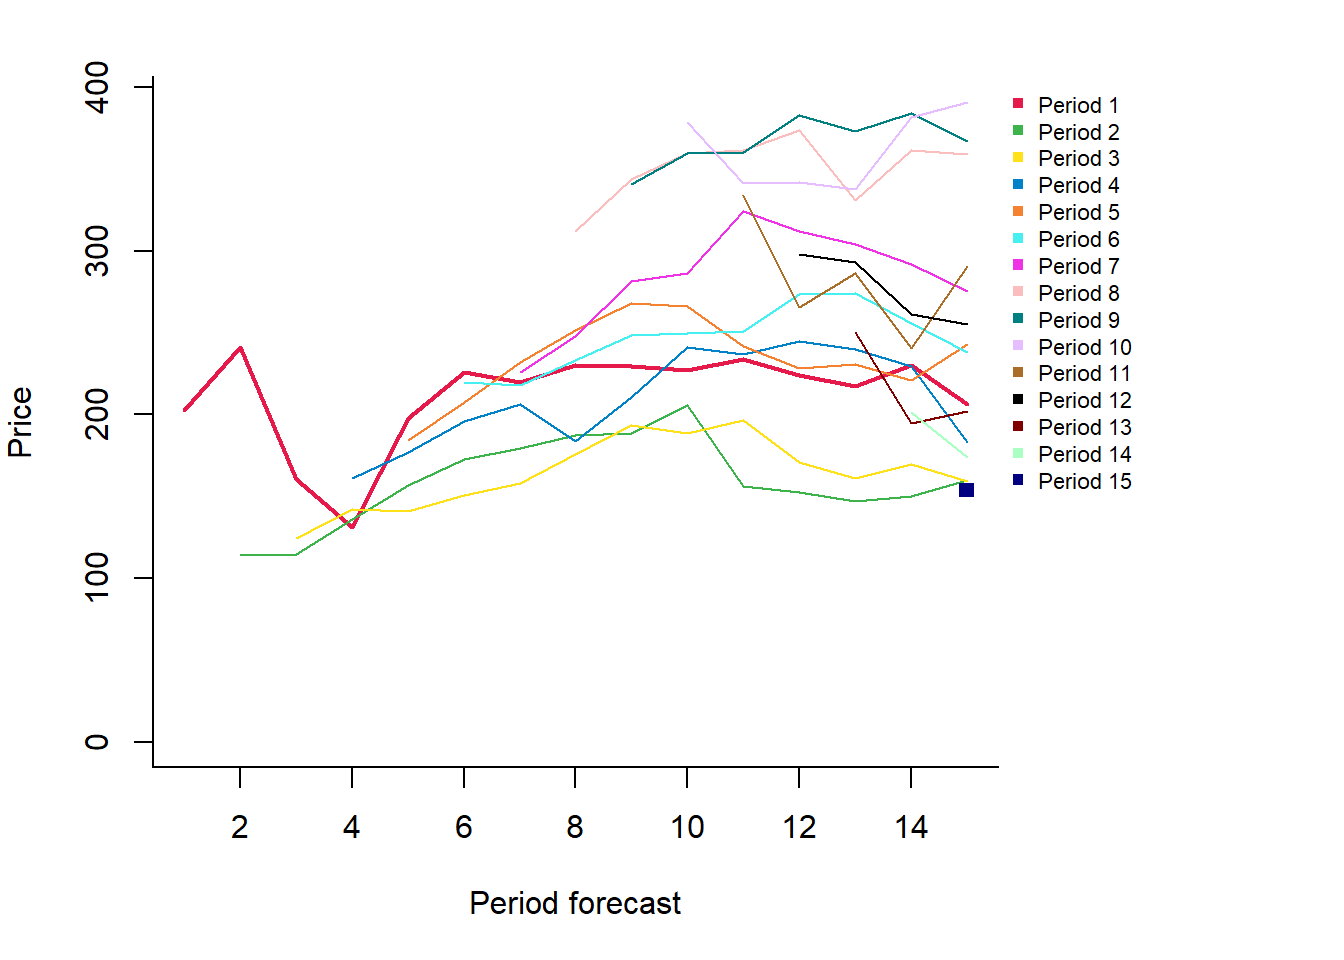 400
300
200
100
0
Price
2 4 6 8 10 12 14
Period forecast
Period 1
Period 2
Period 3
Period 4
Period 5
Period 6
Period 7
Period 8
Period 9
Period 10
Period 11
Period 12
Period 13
Period 14
Period 15